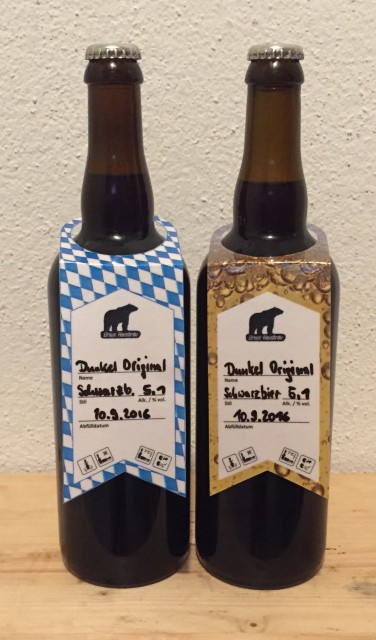 Dunkel Original
Name
Schwarzb. 5.1
Stil Alk. / % vol.
10.9.2016
Abfülldatum
Dunkel Original
Name
Schwarzbier 5.1
Stil Alk. / % vol.
10.9.2016
Abfülldatum